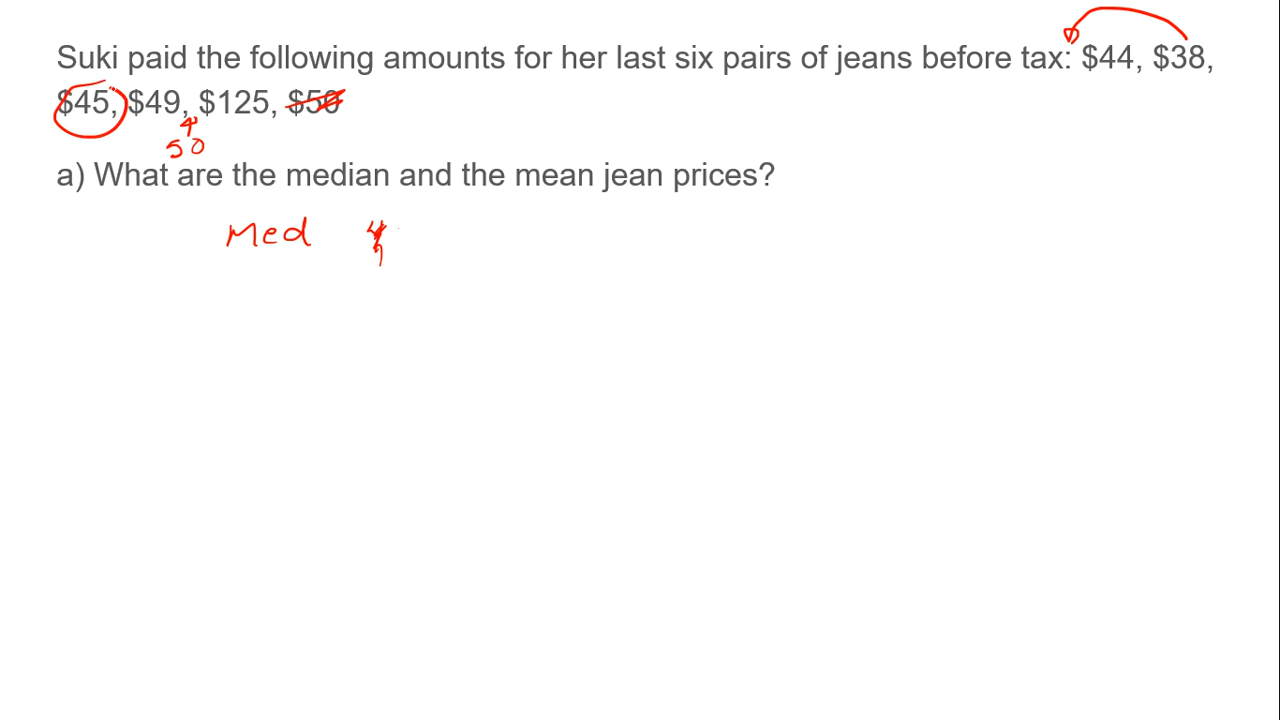 Suki paid the following amounts for her last six pairs of jeans before tax: $44, $38,
$45, $49, $125, $50
50
a) What are the median and the mean jean prices?
Med